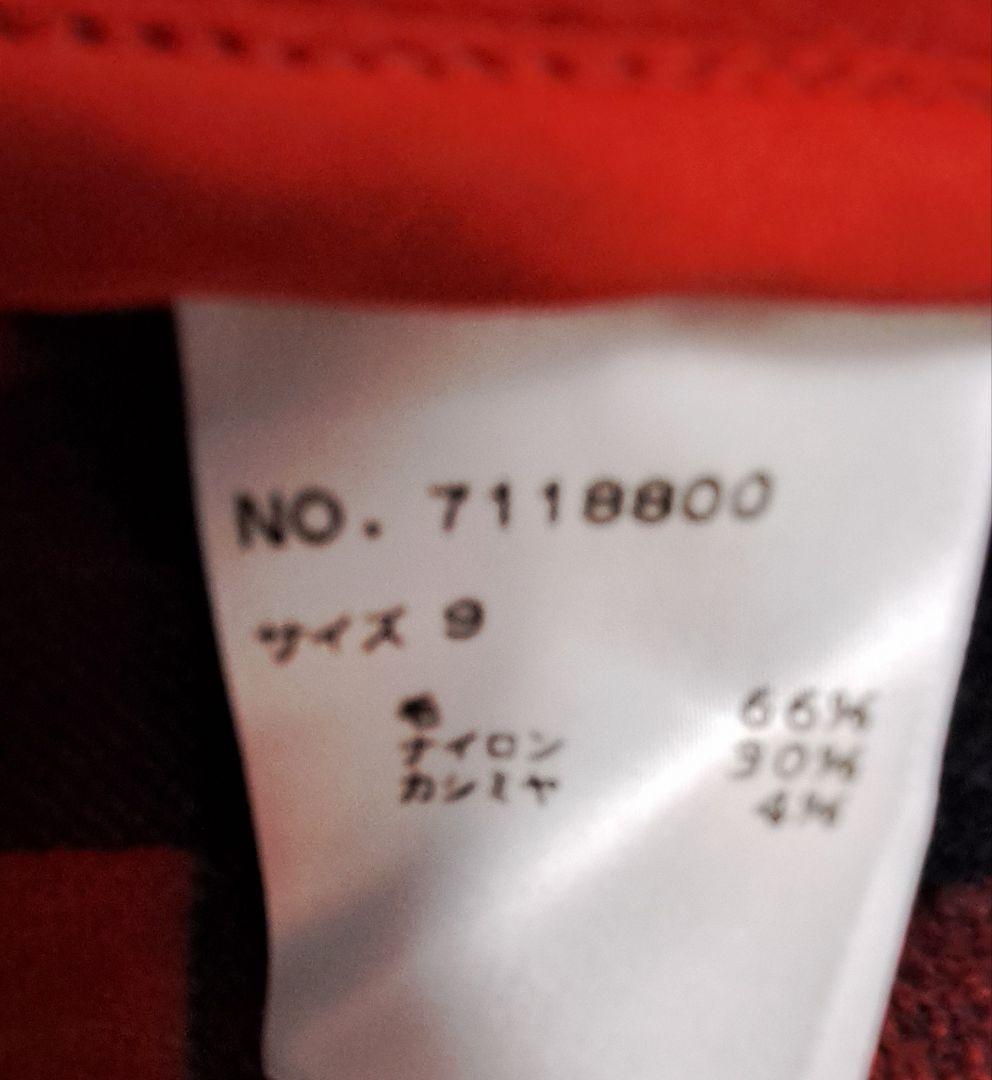 NO. 7118800
サイズ 9
毛 66%
ナイロン 30%
カシミヤ 4%